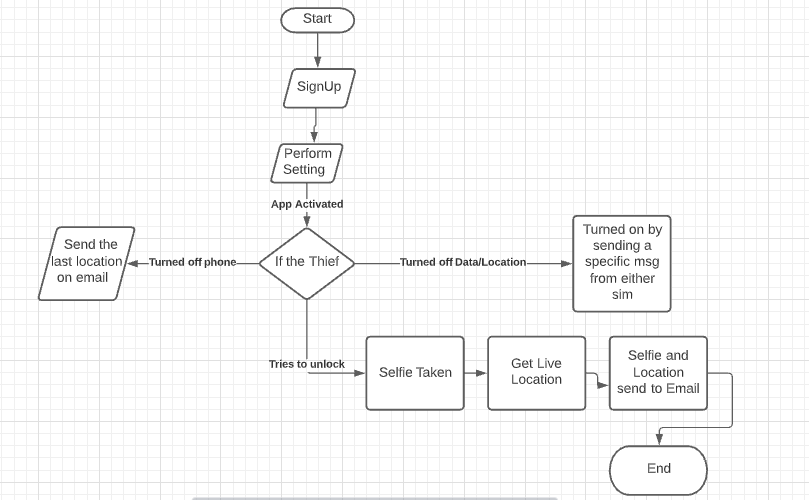 Start
SignUp
Perform
Setting
App Activated
If the Thief
Turned off phone
Send the
last location
on email
Turned off Data/Location
Turned on by
sending a
specific msg
from either
sim
Tries to unlock
Selfie Taken
Get Live
Location
Selfie and
Location
send to Email
End